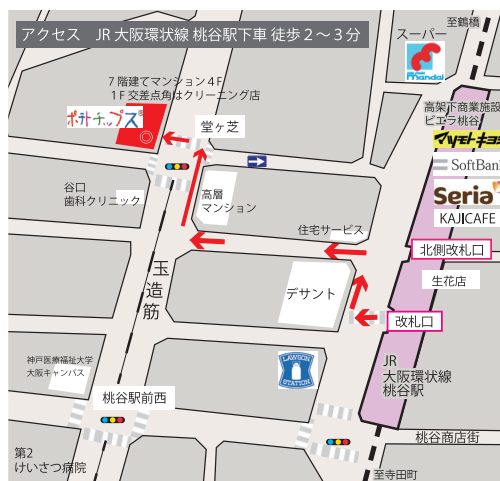 アクセス　JR 大阪環状線 桃谷駅下車 徒歩２～３分
至鶴橋
スーパー
mandai
７階建てマンション４F
１F 交差点角はクリーニング店
ポテトチップス®
堂ヶ芝
高架下商業施設
ビエラ桃谷
マツモトキヨシ
SoftBank
Seria
KAJICAFE
谷口
歯科クリニック
高層
マンション
住宅サービス
北側改札口
生花店
玉造筋
デサント
改札口
JR
大阪環状線
桃谷駅
神戸医療福祉大学
大阪キャンパス
LAWSON
STATION
桃谷駅前西
桃谷商店街
第2
けいさつ病院
至寺田町